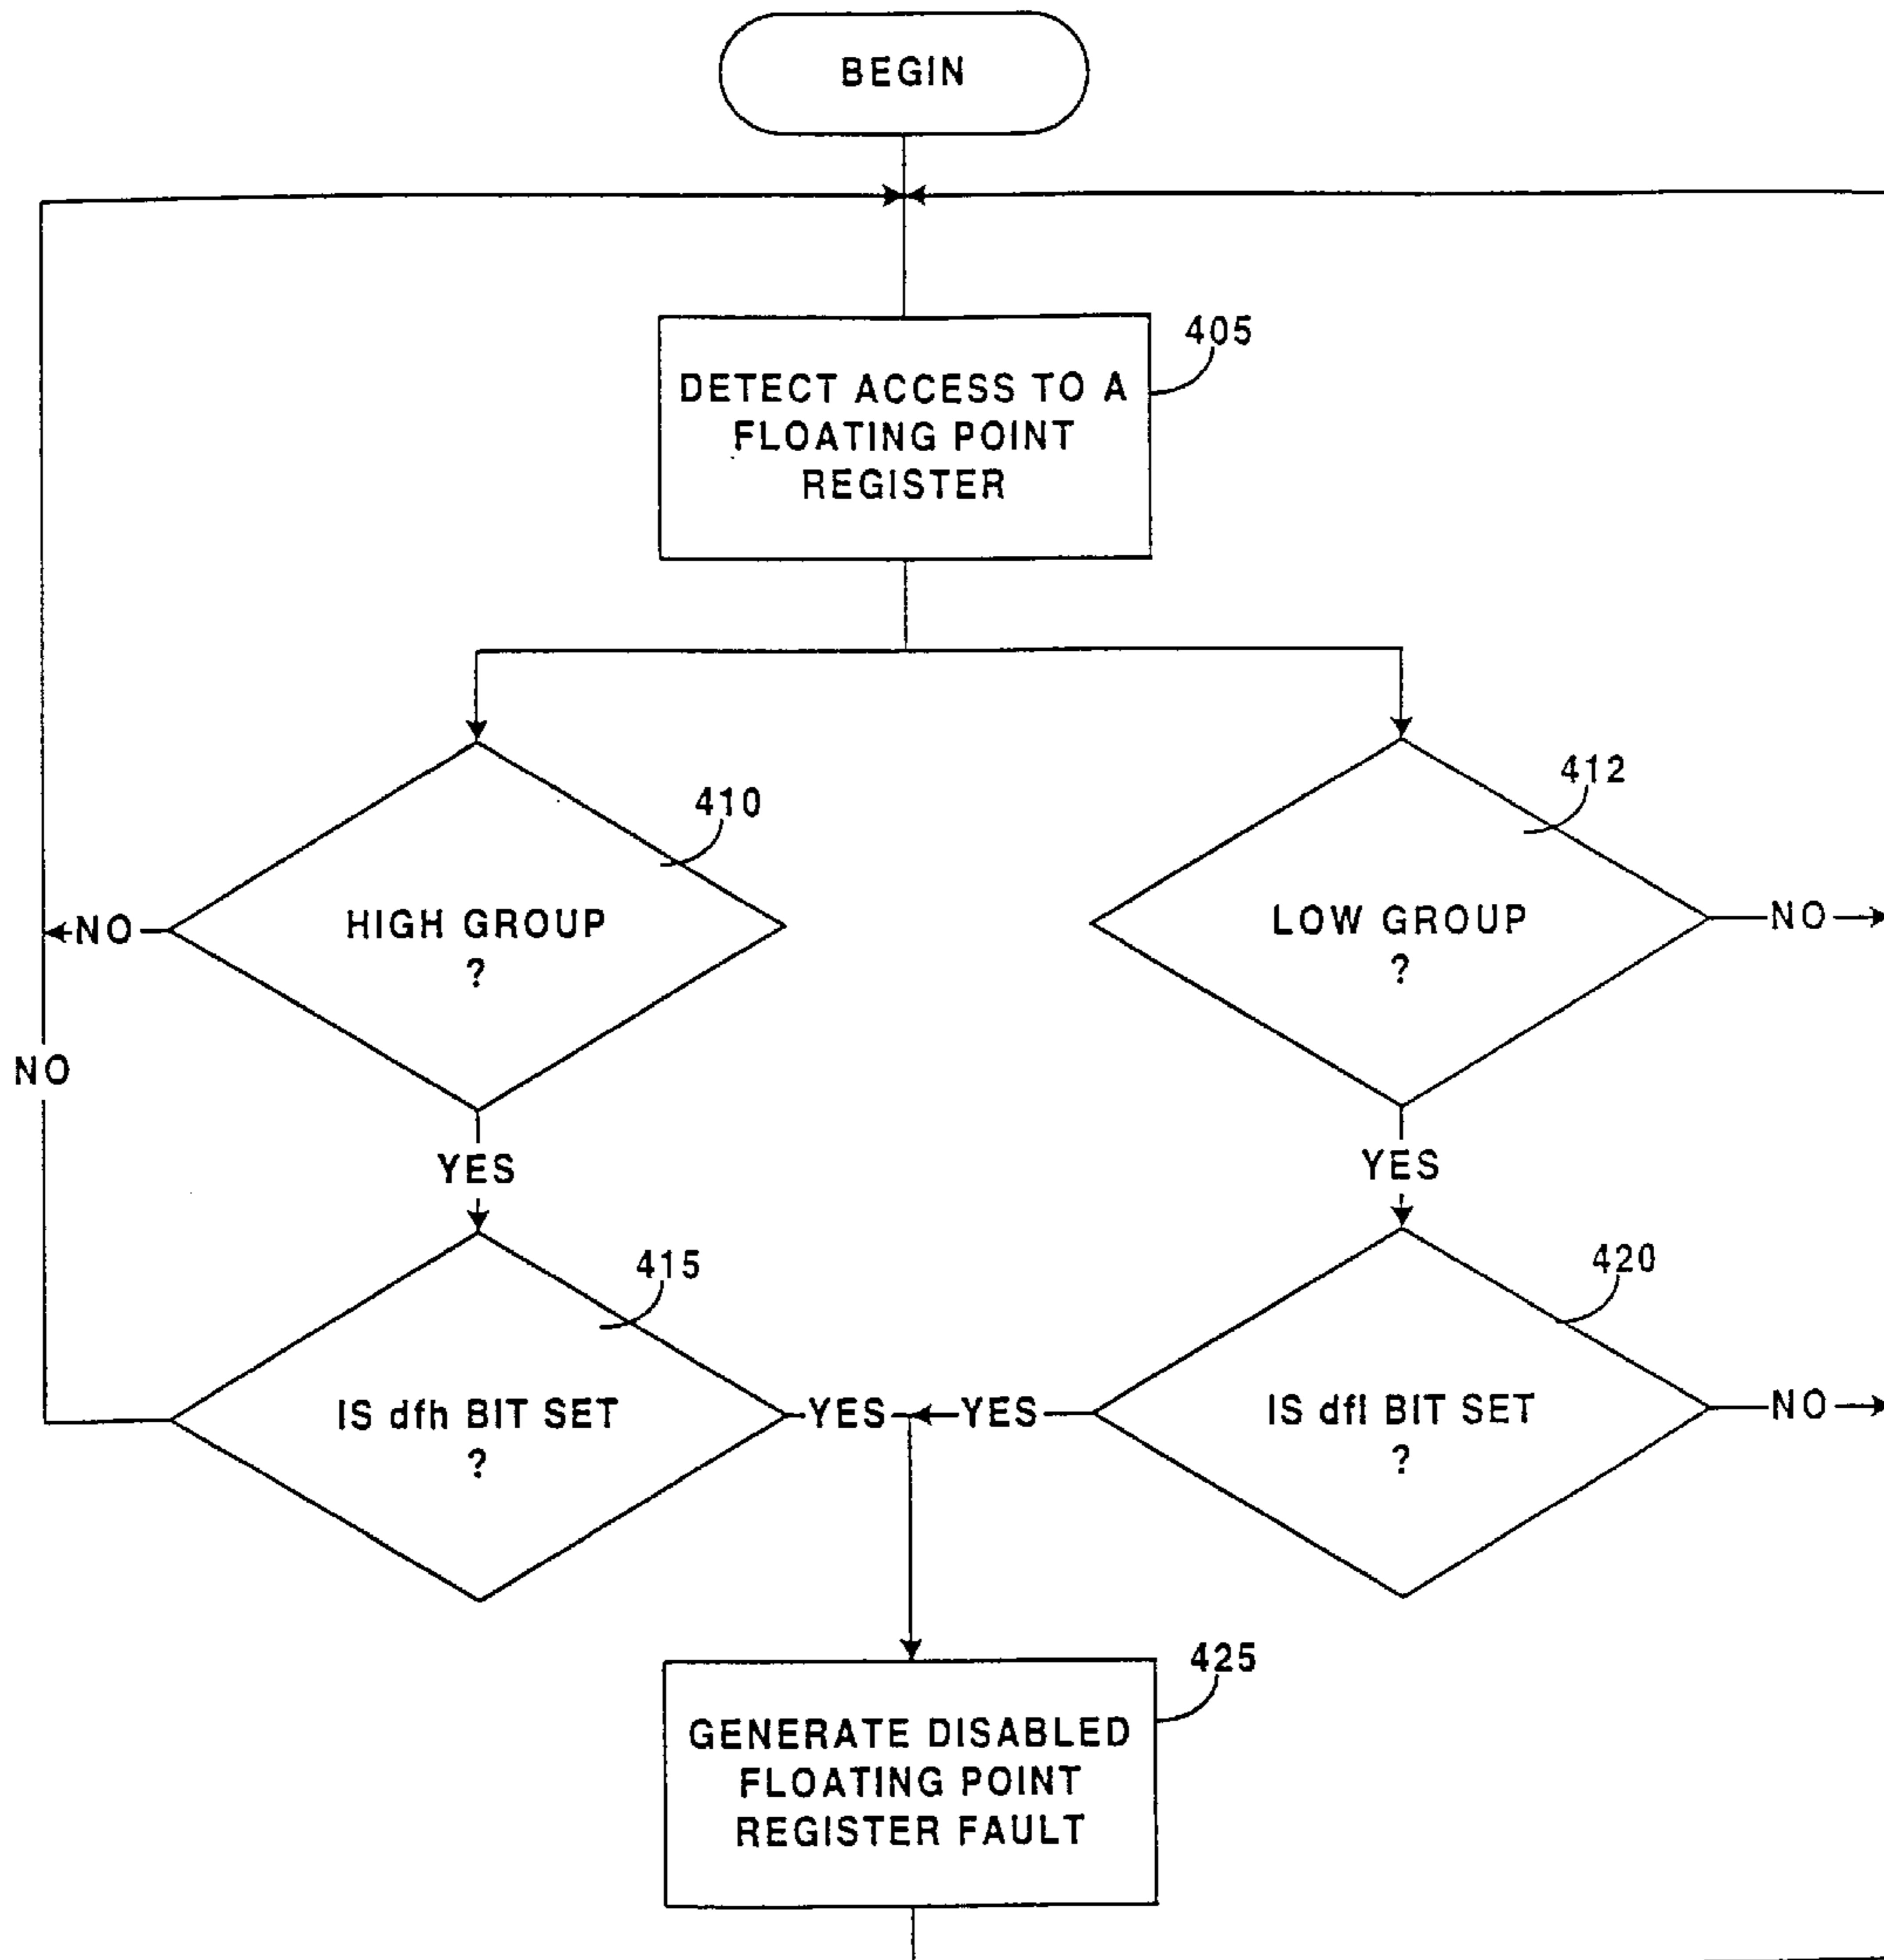 BEGIN
405
DETECT ACCESS TO A
FLOATING POINT
REGISTER
410
412
HIGH GROUP
?
NO
LOW GROUP
?
NO
NO
YES
YES
415
420
IS dfh BIT SET
?
YES
YES
IS dfl BIT SET
?
NO
425
GENERATE DISABLED
FLOATING POINT
REGISTER FAULT